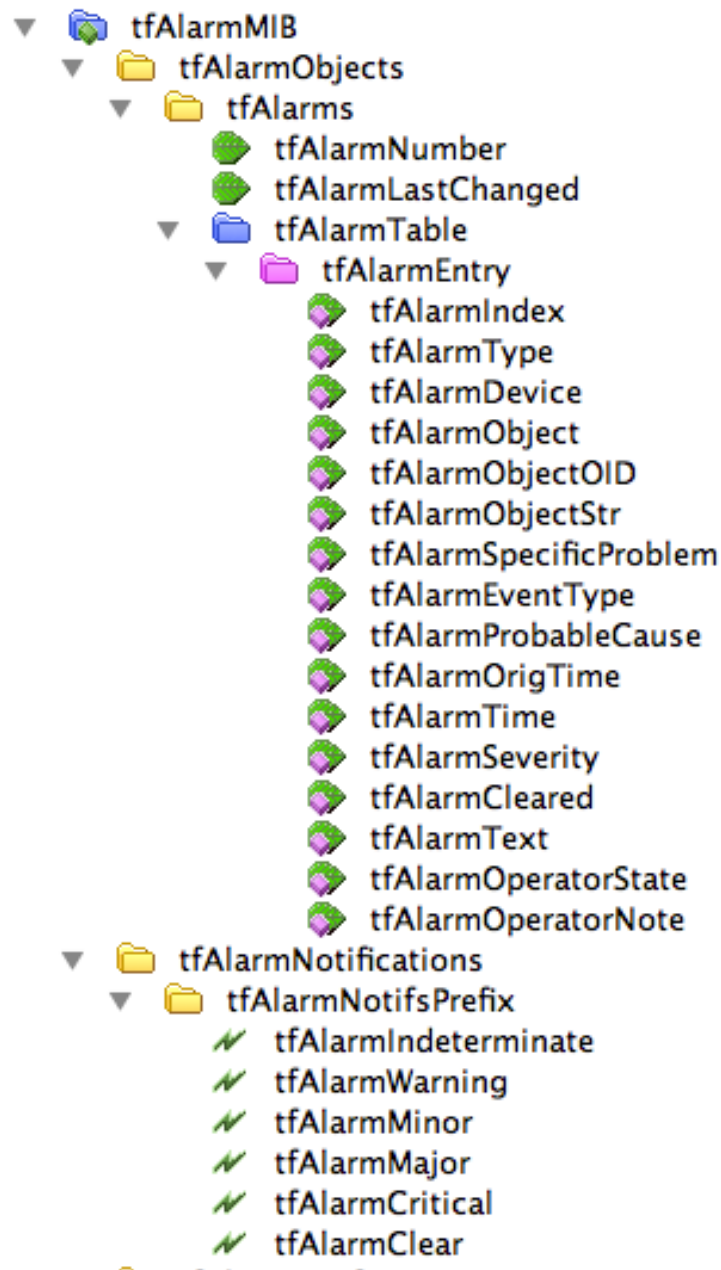 tfAlarmMIB
tfAlarmObjects
tfAlarms
tfAlarmNumber
tfAlarmLastChanged
tfAlarmTable
tfAlarmEntry
tfAlarmIndex
tfAlarmType
tfAlarmDevice
tfAlarmObject
tfAlarmObjectOID
tfAlarmObjectStr
tfAlarmSpecificProblem
tfAlarmEventType
tfAlarmProbableCause
tfAlarmOrigTime
tfAlarmTime
tfAlarmSeverity
tfAlarmCleared
tfAlarmText
tfAlarmOperatorState
tfAlarmOperatorNote
tfAlarmNotifications
tfAlarmNotifsPrefix
tfAlarmIndeterminate
tfAlarmWarning
tfAlarmMinor
tfAlarmMajor
tfAlarmCritical
tfAlarmClear